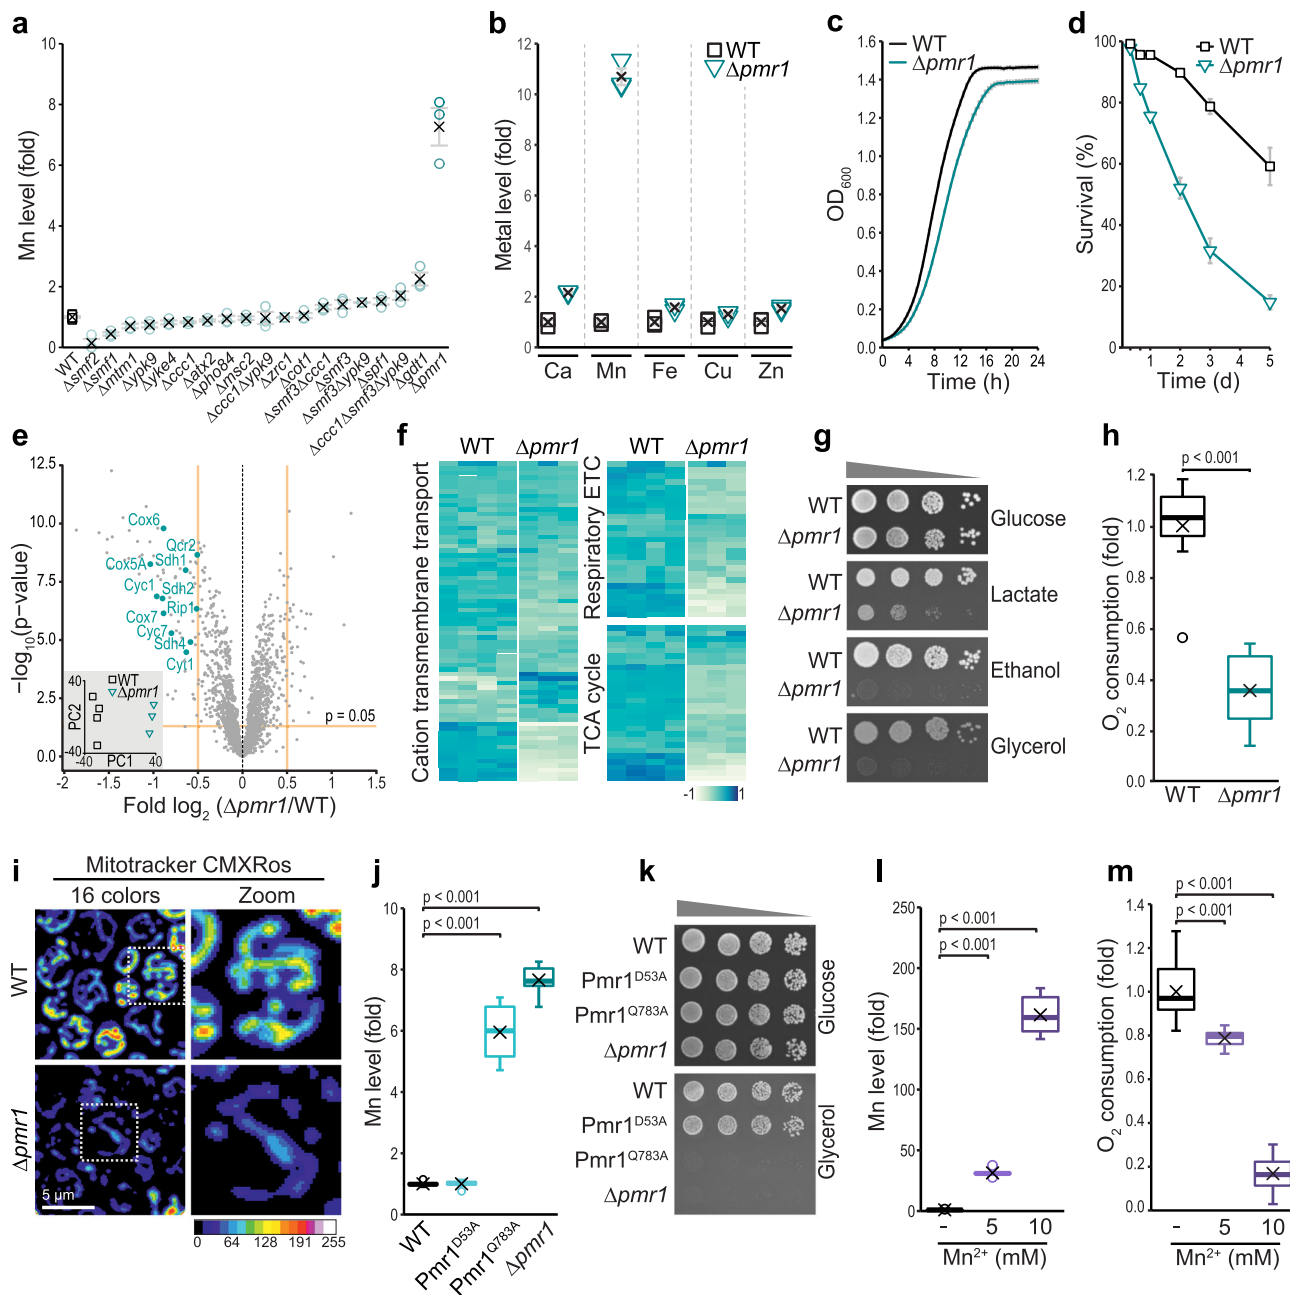 a
Mn level (fold)
10
8
6
4
2
0
WT
Δsmf2
Δsmf1
Δmtm1
Δypk9
Δyke4
Δccc1
Δatx2
Δpho84
Δmsc2
Δccc1Δypk9
Δzrc1
Δcot1
Δsmf3Δccc1
Δsmf3
Δsmf3Δypk9
Δspf1
Δccc1Δsmf3Δypk9
Δgdt1
Δpmr1
b
WT
Δpmr1
Metal level (fold)
12
10
8
6
4
2
0
Ca Mn Fe Cu Zn
c
WT
Δpmr1
OD600
1.6
1.4
1.2
1.0
0.8
0.6
0.4
0.2
0.0
0 4 8 12 16 20 24
Time (h)
d
WT
Δpmr1
Survival (%)
100
80
60
40
20
0
1 2 3 4 5
Time (d)
e
−log10(p−value)
12.5
10.0
7.5
5.0
2.5
0.0
Cox6
Qcr2
Cox5A
Sdh1
Cyc1
Sdh2
Rip1
Cox7
Cyc7
Sdh4
Cyt1
p = 0.05
40
WT
Δpmr1
PC2
-40
-40 40
PC1
−2 −1.5 −1 −0.5 0 0.5 1 1.5
Fold log2 (Δpmr1/WT)
f
WT Δpmr1
WT Δpmr1
Cation transmembrane transport
Respiratory ETC
TCA cycle
-1 1
g
WT
Δpmr1
Glucose
WT
Δpmr1
Lactate
WT
Δpmr1
Ethanol
WT
Δpmr1
Glycerol
h
p < 0.001
O2 consumption (fold)
1.2
1.0
0.8
0.6
0.4
0.2
0.0
WT Δpmr1
i
Mitotracker CMXRos
16 colors Zoom
WT
Δpmr1
5 µm
0 64 128 191 255
j
p < 0.001
p < 0.001
Mn level (fold)
10
8
6
4
2
0
WT
Pmr1D53A
Pmr1Q783A
Δpmr1
k
WT
Pmr1D53A
Pmr1Q783A
Δpmr1
Glucose
WT
Pmr1D53A
Pmr1Q783A
Δpmr1
Glycerol
l
p < 0.001
p < 0.001
Mn level (fold)
250
200
150
100
50
0
- 5 10
Mn2+ (mM)
m
p < 0.001
p < 0.001
O2 consumption (fold)
1.4
1.2
1.0
0.8
0.6
0.4
0.2
0.0
- 5 10
Mn2+ (mM)